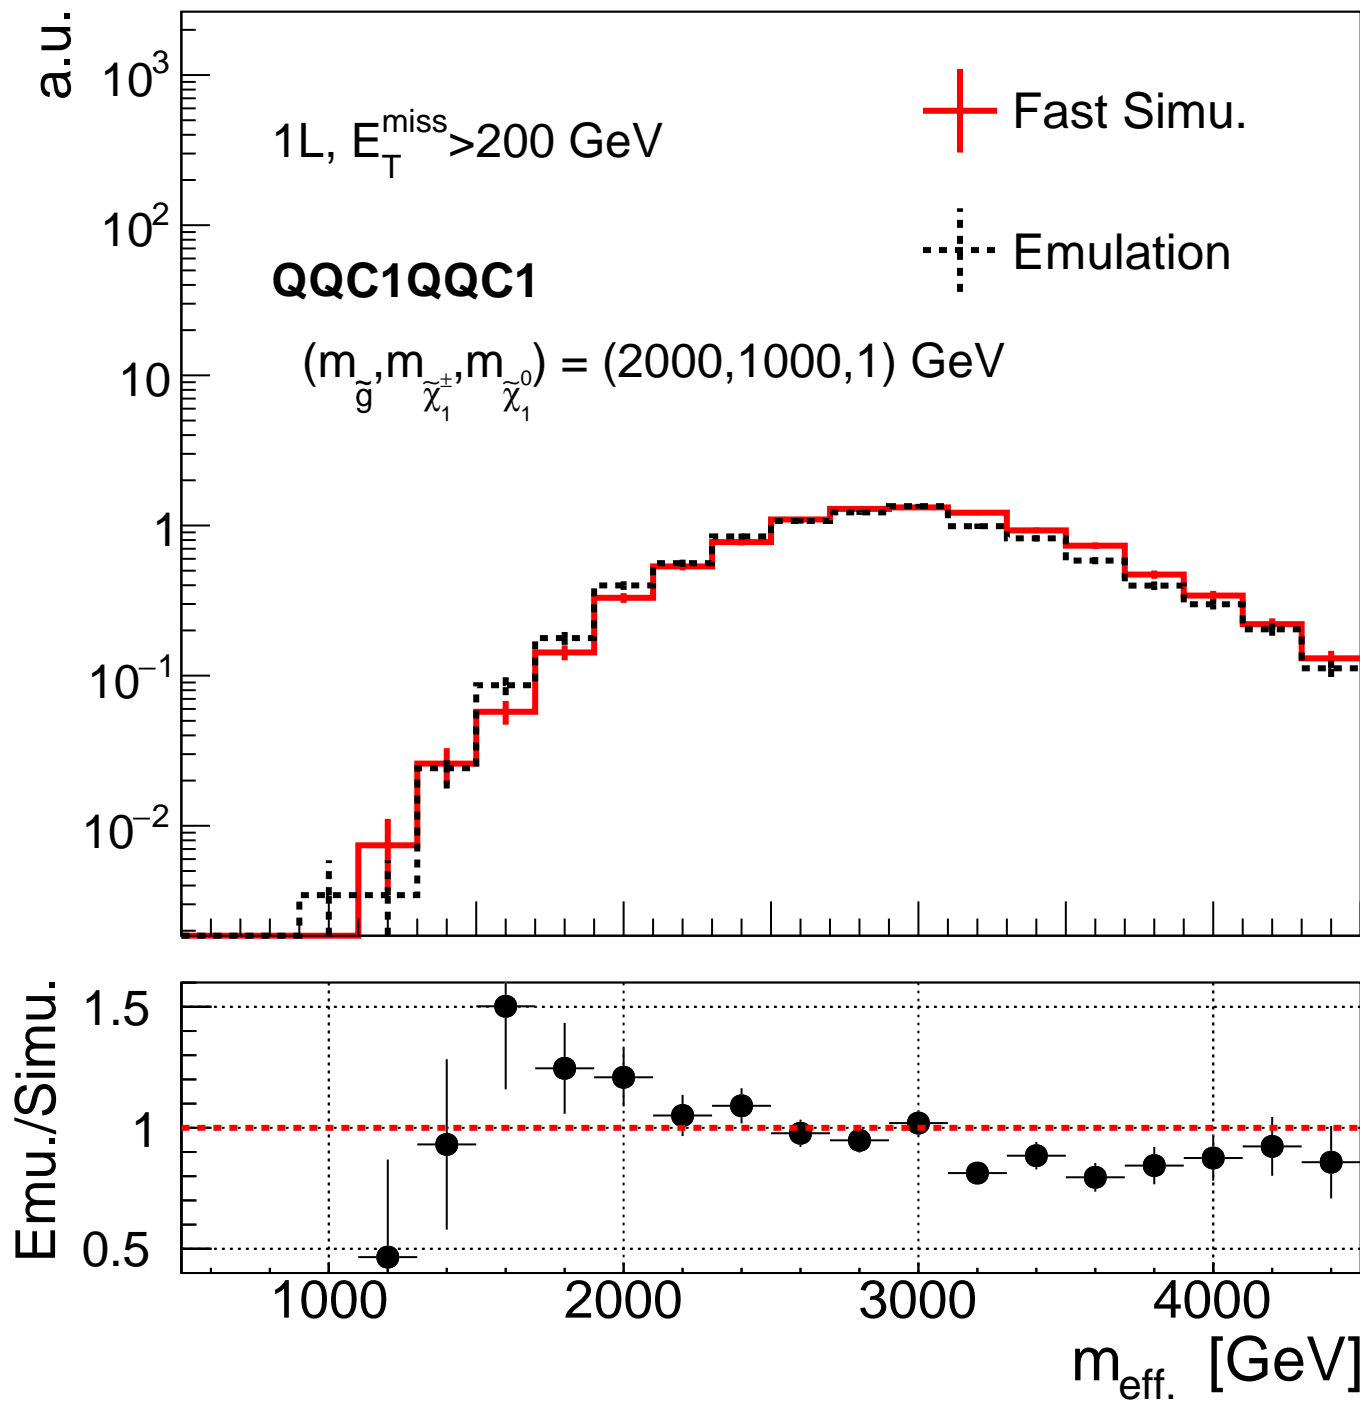 a.u.
10³
10²
10
1
10⁻¹
10⁻²
1L, E_T^miss>200 GeV
QQC1QQC1
(m_g̃,m_χ̃₁±,m_χ̃₁⁰) = (2000,1000,1) GeV
Fast Simu.
Emulation
Emu./Simu.
1.5
1
0.5
1000 2000 3000 4000
m_eff. [GeV]